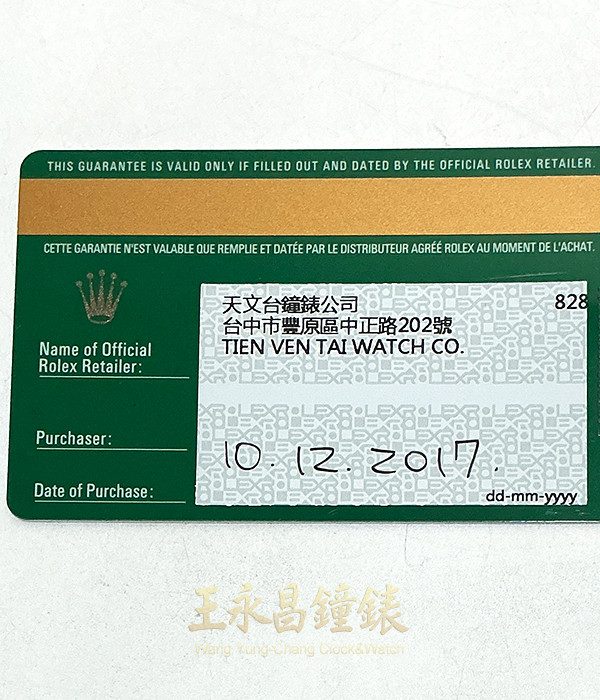 THIS GUARANTEE IS VALID ONLY IF FILLED OUT AND DATED BY THE OFFICIAL ROLEX RETAILER.
CETTE GARANTIE N'EST VALABLE QUE REMPLIE ET DATÉE PAR LE DISTRIBUTEUR AGRÉÉ ROLEX AU MOMENT DE L'ACHAT.
天文台鐘錶公司 828
台中市豐原區中正路202號
TIEN VEN TAI WATCH CO.
Name of Official
Rolex Retailer:
Purchaser:
10.12.2017.
Date of Purchase:
dd-mm-yyyy
王永昌鐘錶
Wang Yung-Chang Clock&Watch